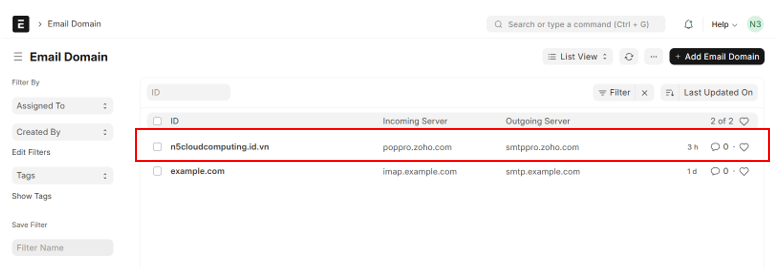 E > Email Domain
Search or type a command (Ctrl + G)
Help
N3
Email Domain
List View
...
+ Add Email Domain
Filter By
Assigned To
Created By
Edit Filters
Tags
Show Tags
Save Filter
Filter Name
ID
Filter
Last Updated On
ID Incoming Server Outgoing Server 2 of 2
n5cloudcomputing.id.vn poppro.zoho.com smtppro.zoho.com 3 h 0 ·
example.com imap.example.com smtp.example.com 1 d 0 ·